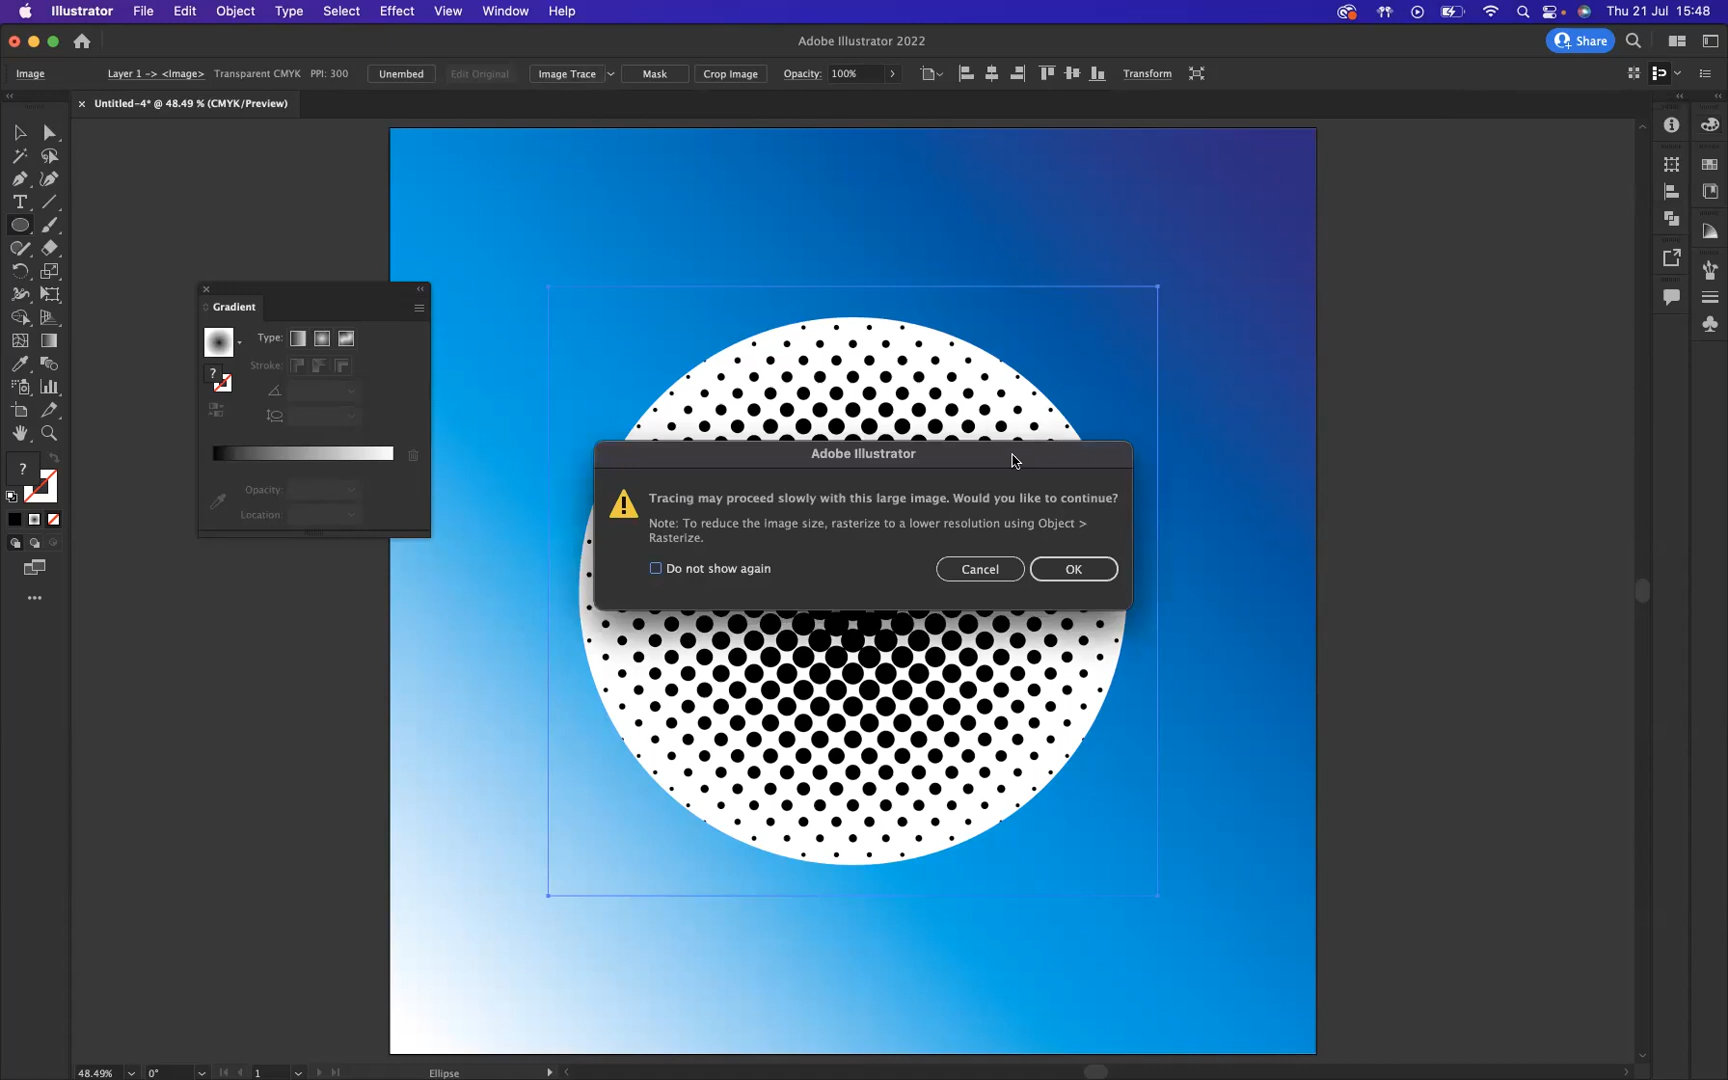 Illustrator File Edit Object Type Select Effect View Window Help Thu 21 Jul 15:48
Adobe Illustrator 2022 Share
Image Layer 1 -> <Image> Transparent CMYK PPI: 300 Unembed Edit Original Image Trace Mask Crop Image Opacity: 100% Transform
Untitled-4* @ 48.49 % (CMYK/Preview)
Gradient
Type:
Stroke:
Opacity:
Location:
?
?
T
Adobe Illustrator
Tracing may proceed slowly with this large image. Would you like to continue?
Note: To reduce the image size, rasterize to a lower resolution using Object >
Rasterize.
Do not show again Cancel OK
48.49% 0° 1 Ellipse